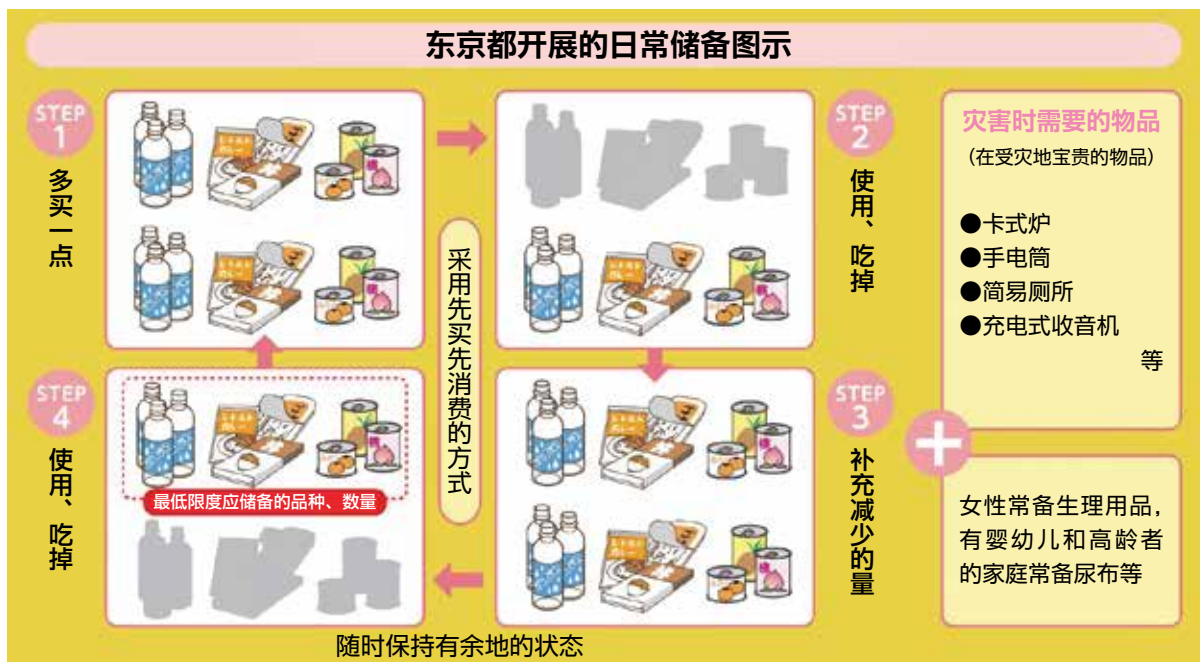 东京都开展的日常储备图示
STEP
1
多买一点
STEP
2
使用、吃掉
采用先买先消费的方式
STEP
3
补充减少的量
STEP
4
使用、吃掉
最低限度应储备的品种、数量
随时保持有余地的状态
灾害时需要的物品
(在受灾地宝贵的物品)
●卡式炉
●手电筒
●简易厕所
●充电式收音机
等
女性常备生理用品，
有婴幼儿和高龄者
的家庭常备尿布等